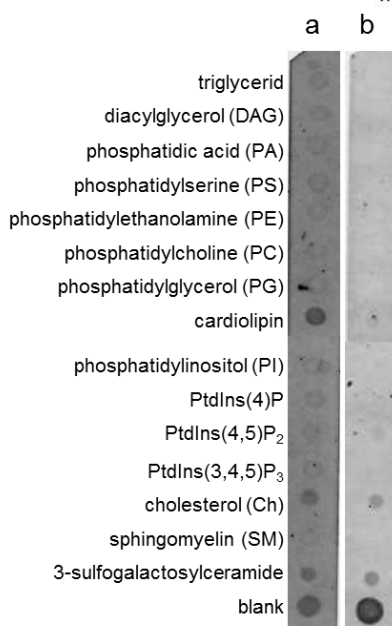 a b
triglycerid
diacylglycerol (DAG)
phosphatidic acid (PA)
phosphatidylserine (PS)
phosphatidylethanolamine (PE)
phosphatidylcholine (PC)
phosphatidylglycerol (PG)
cardiolipin
phosphatidylinositol (PI)
PtdIns(4)P
PtdIns(4,5)P₂
PtdIns(3,4,5)P₃
cholesterol (Ch)
sphingomyelin (SM)
3-sulfogalactosylceramide
blank